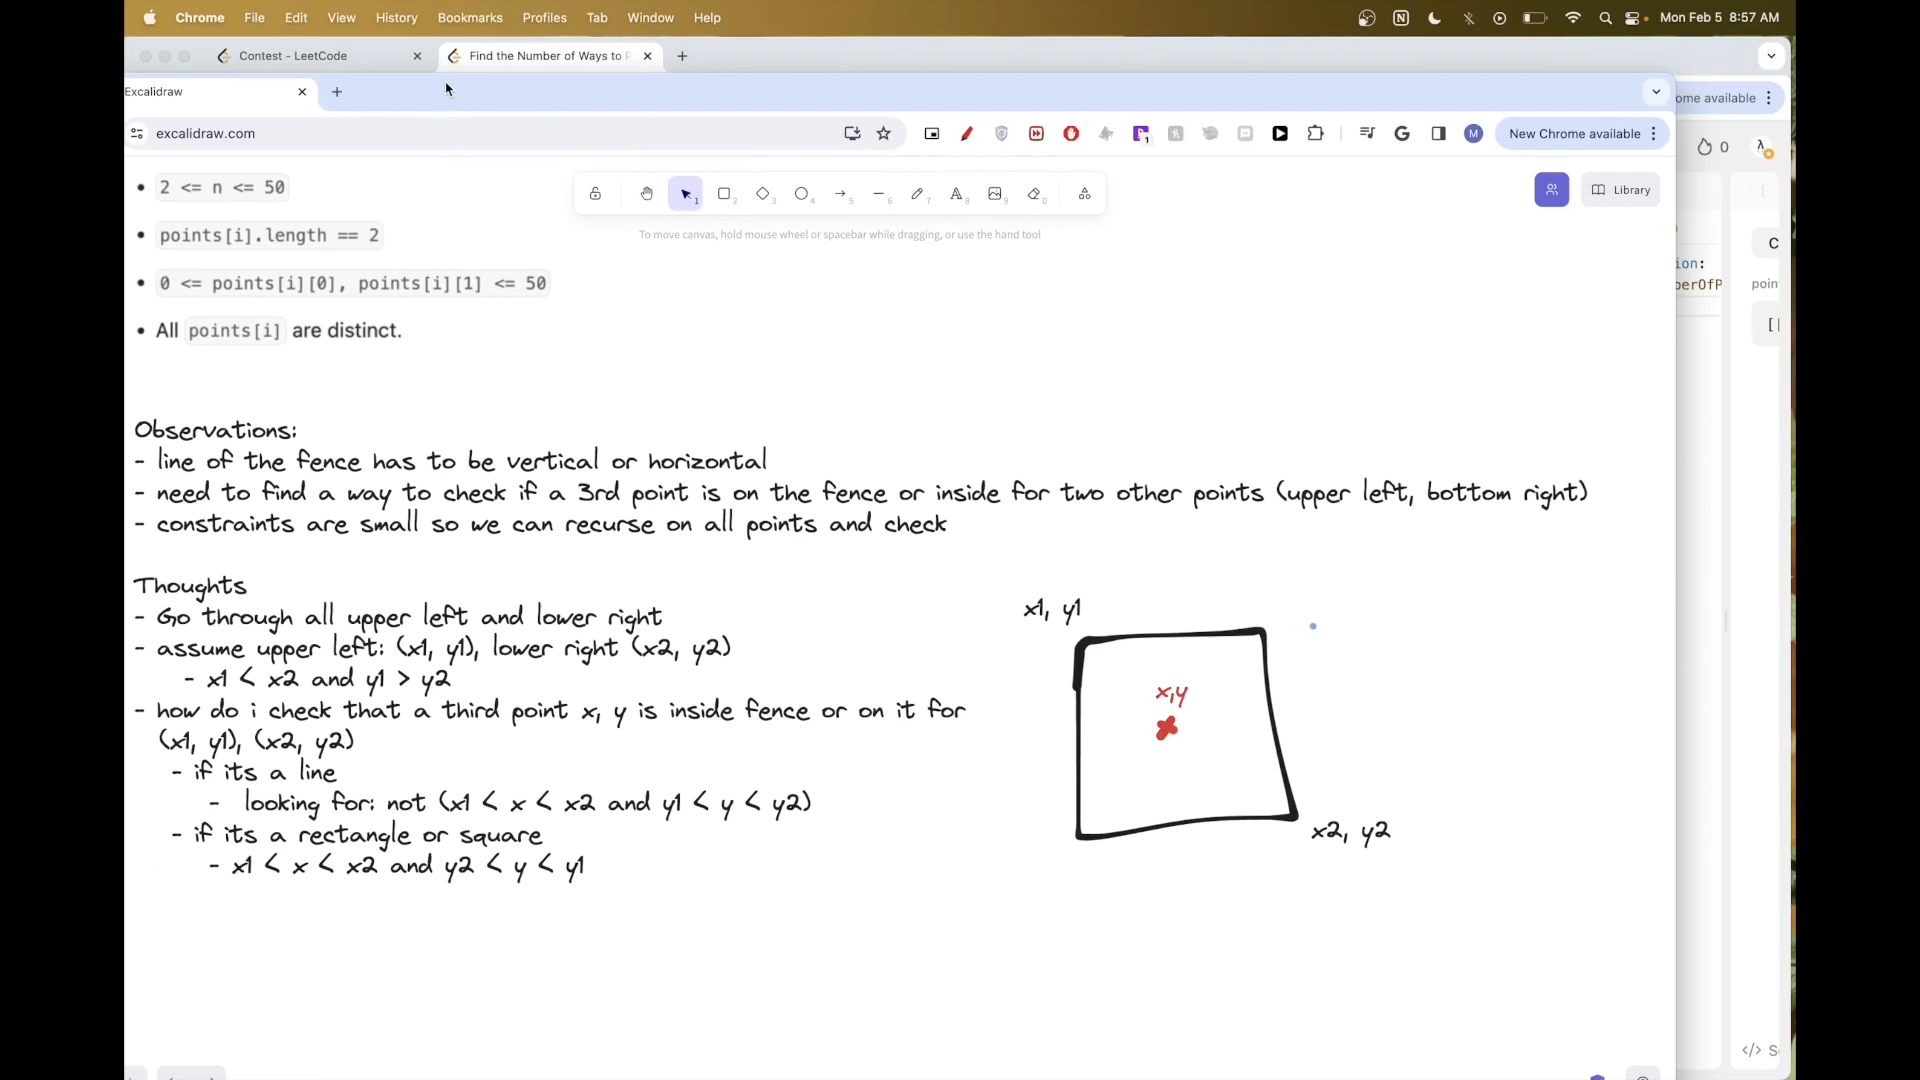 Chrome File Edit View History Bookmarks Profiles Tab Window Help Mon Feb 5 8:57 AM
Contest - LeetCode Find the Number of Ways to P
Excalidraw
ome available
excalidraw.com New Chrome available
0
2 <= n <= 50
Library
points[i].length == 2
To move canvas, hold mouse wheel or spacebar while dragging, or use the hand tool
C
ion:
0 <= points[i][0], points[i][1] <= 50
berOfP
poin
All points[i] are distinct.
[[
Observations:
- line of the fence has to be vertical or horizontal
- need to find a way to check if a 3rd point is on the fence or inside for two other points (upper left, bottom right)
- constraints are small so we can recurse on all points and check
Thoughts
- Go through all upper left and lower right
- assume upper left: (x1, y1), lower right (x2, y2)
- x1 < x2 and y1 > y2
- how do i check that a third point x, y is inside fence or on it for
(x1, y1), (x2, y2)
- if its a line
- looking for: not (x1 < x < x2 and y1 < y < y2)
- if its a rectangle or square
- x1 < x < x2 and y2 < y < y1
x1, y1
x,y
x2, y2
</> S